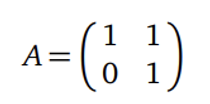 A = ( 1 1
0 1 )